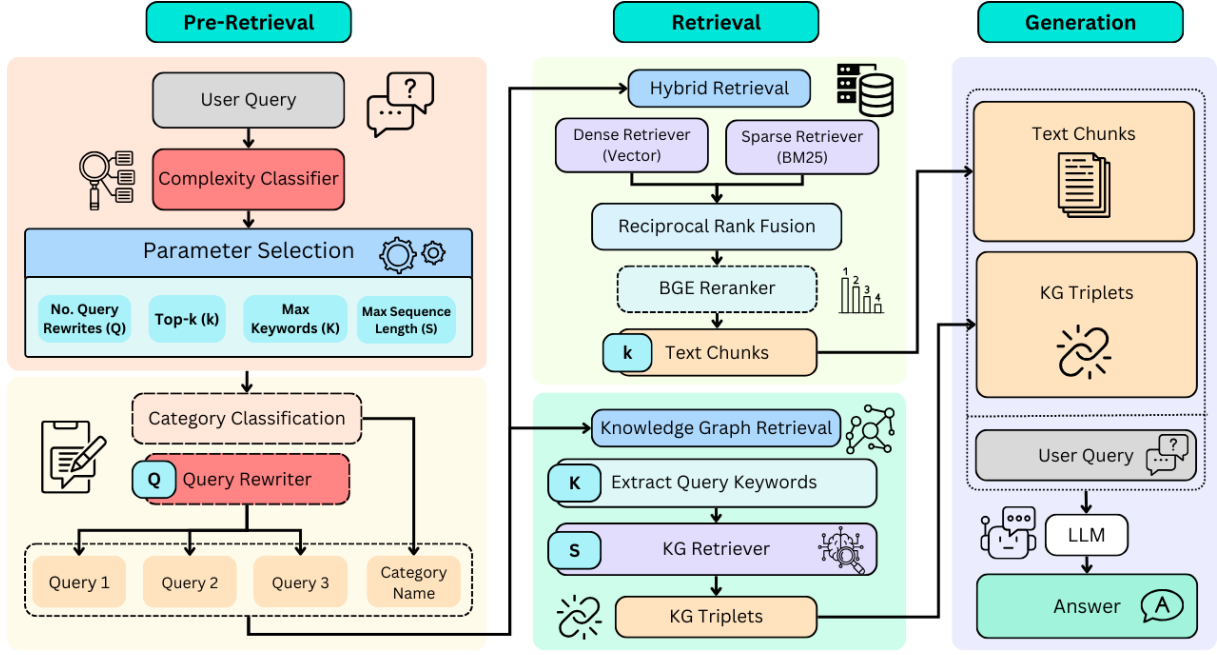 Pre-Retrieval
User Query
?
Complexity Classifier
Parameter Selection
No. Query
Rewrites (Q)
Top-k (k)
Max
Keywords (K)
Max Sequence
Length (S)
Category Classification
Q
Query Rewriter
Query 1
Query 2
Query 3
Category
Name
Retrieval
Hybrid Retrieval
Dense Retriever
(Vector)
Sparse Retriever
(BM25)
Reciprocal Rank Fusion
BGE Reranker
1
2
3
4
k
Text Chunks
Knowledge Graph Retrieval
K
Extract Query Keywords
S
KG Retriever
KG Triplets
Generation
Text Chunks
KG Triplets
User Query
?
LLM
Answer
A